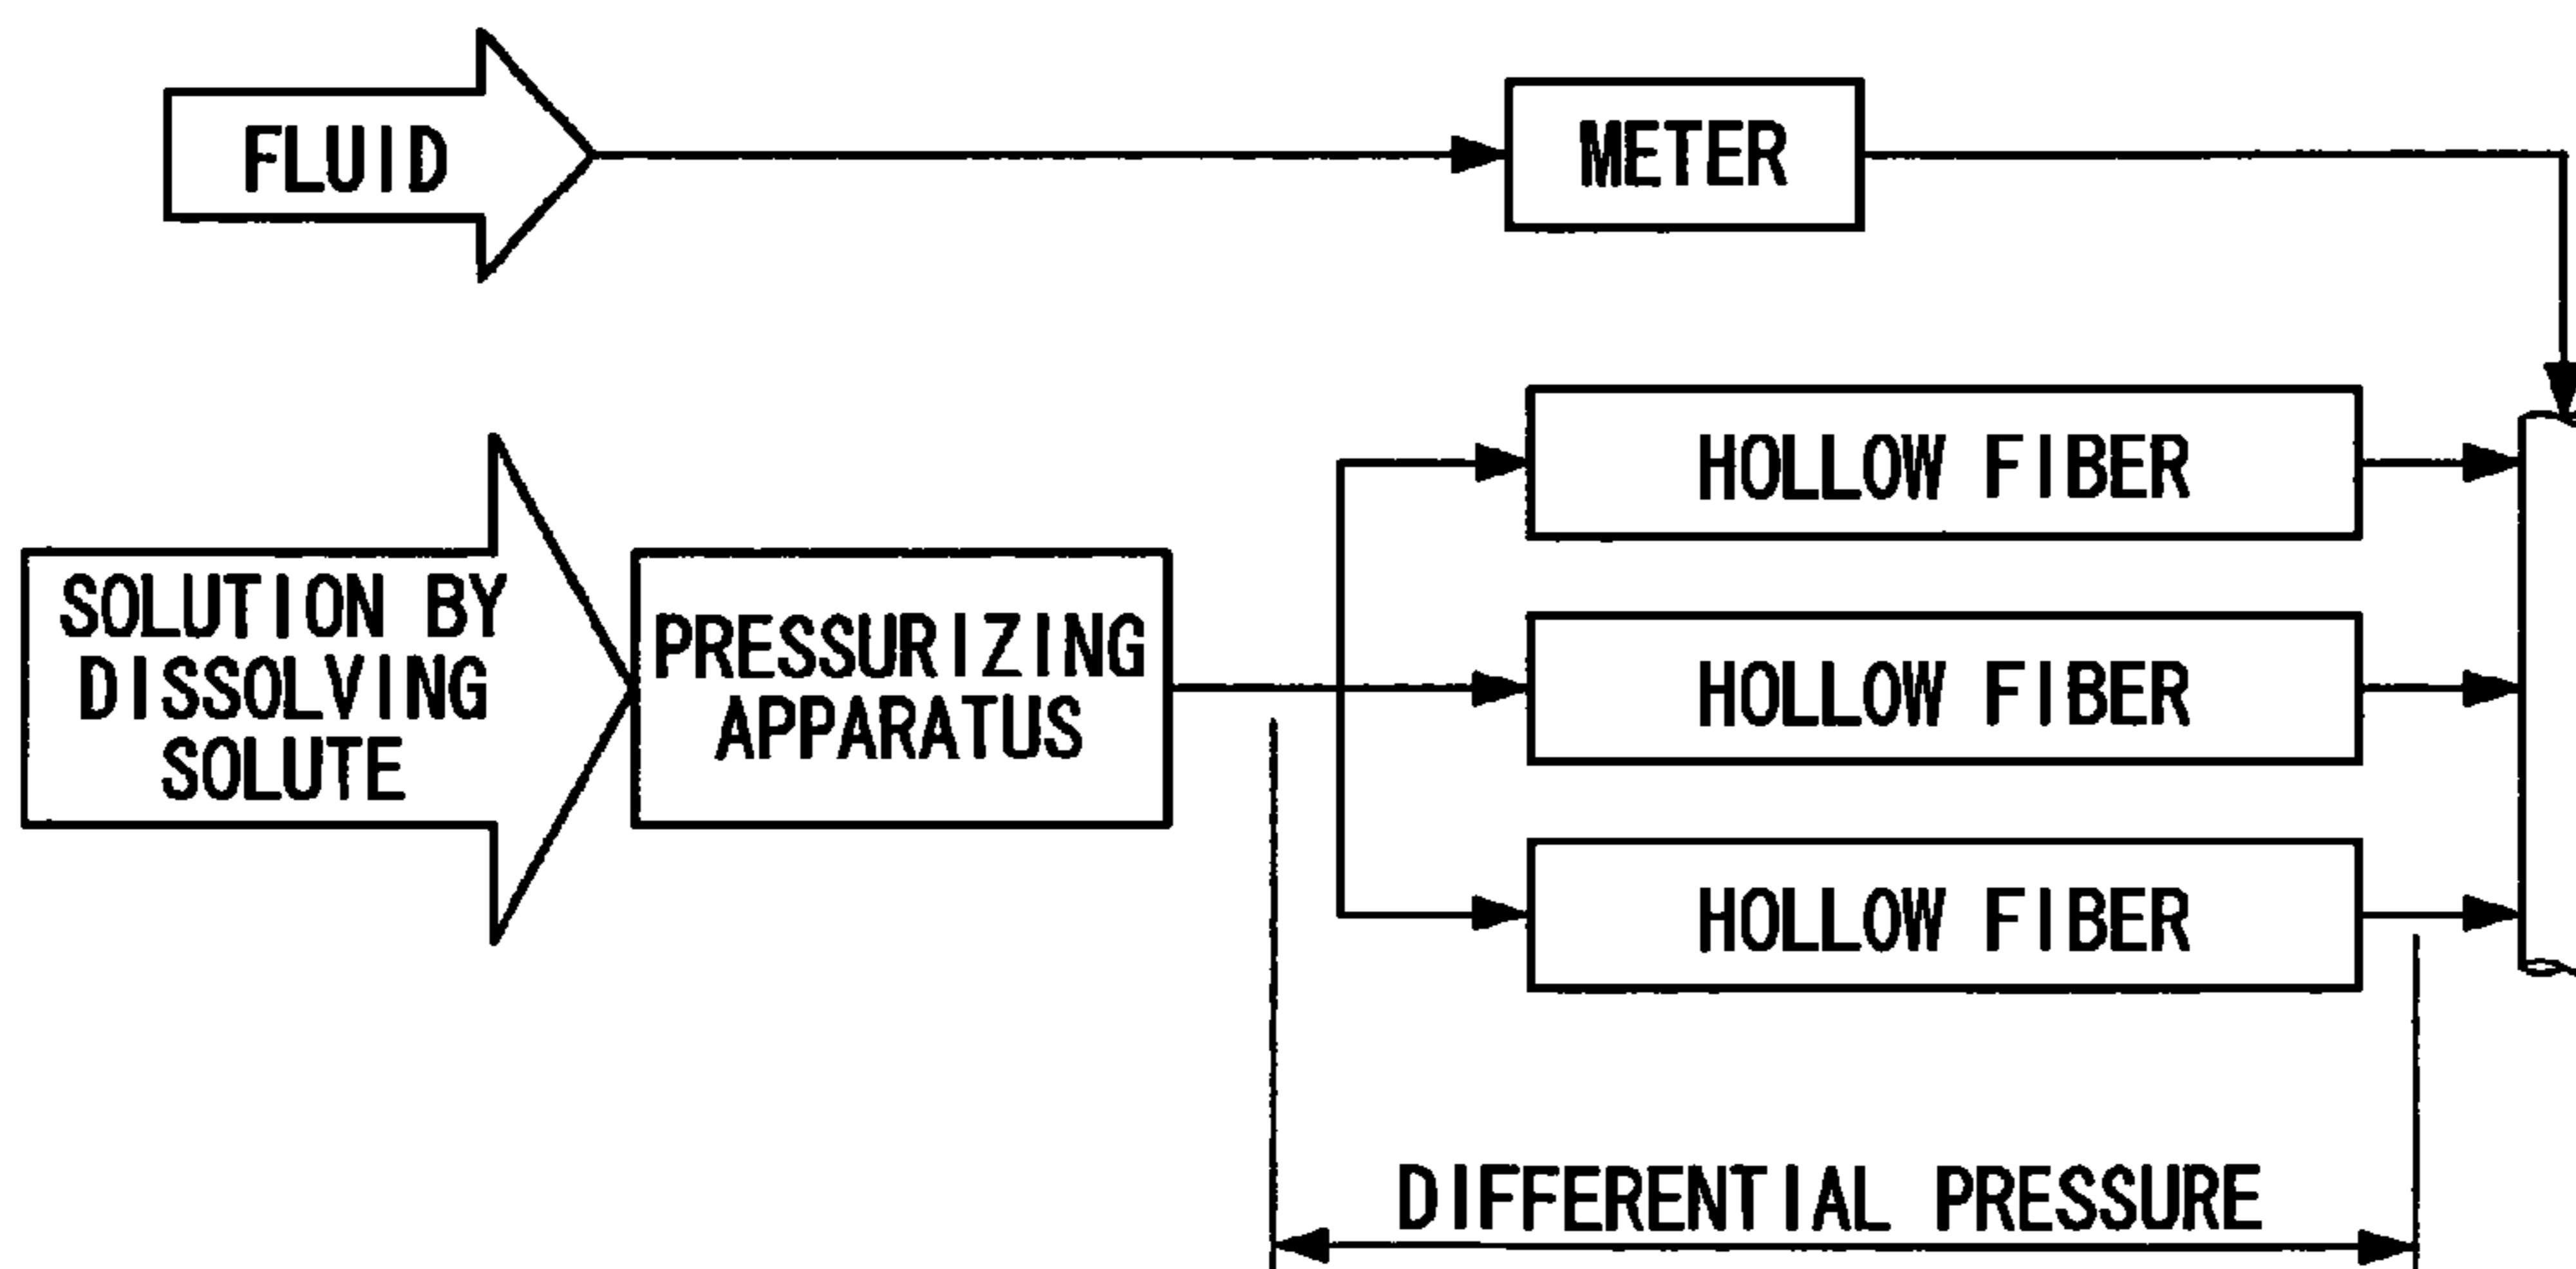 FLUID
METER
HOLLOW FIBER
SOLUTION BY
DISSOLVING
SOLUTE
PRESSURIZING
APPARATUS
HOLLOW FIBER
HOLLOW FIBER
DIFFERENTIAL PRESSURE